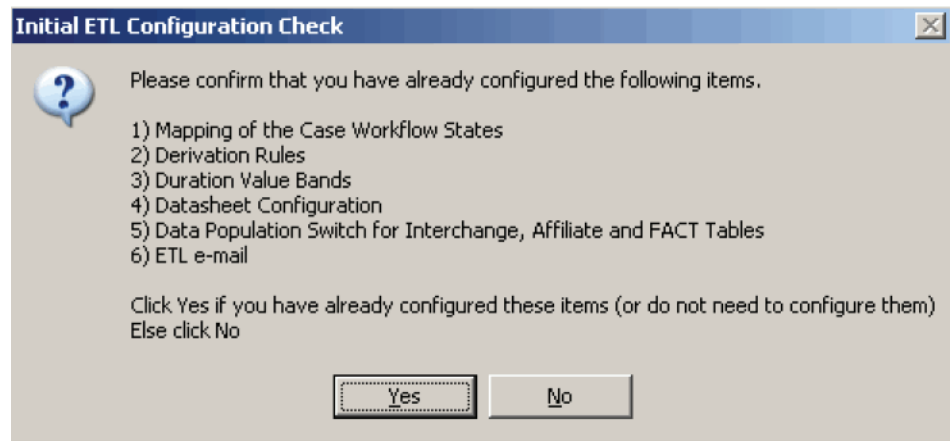 Initial ETL Configuration Check
Please confirm that you have already configured the following items.
1) Mapping of the Case Workflow States
2) Derivation Rules
3) Duration Value Bands
4) Datasheet Configuration
5) Data Population Switch for Interchange, Affiliate and FACT Tables
6) ETL e-mail
Click Yes if you have already configured these items (or do not need to configure them)
Else click No
Yes
No